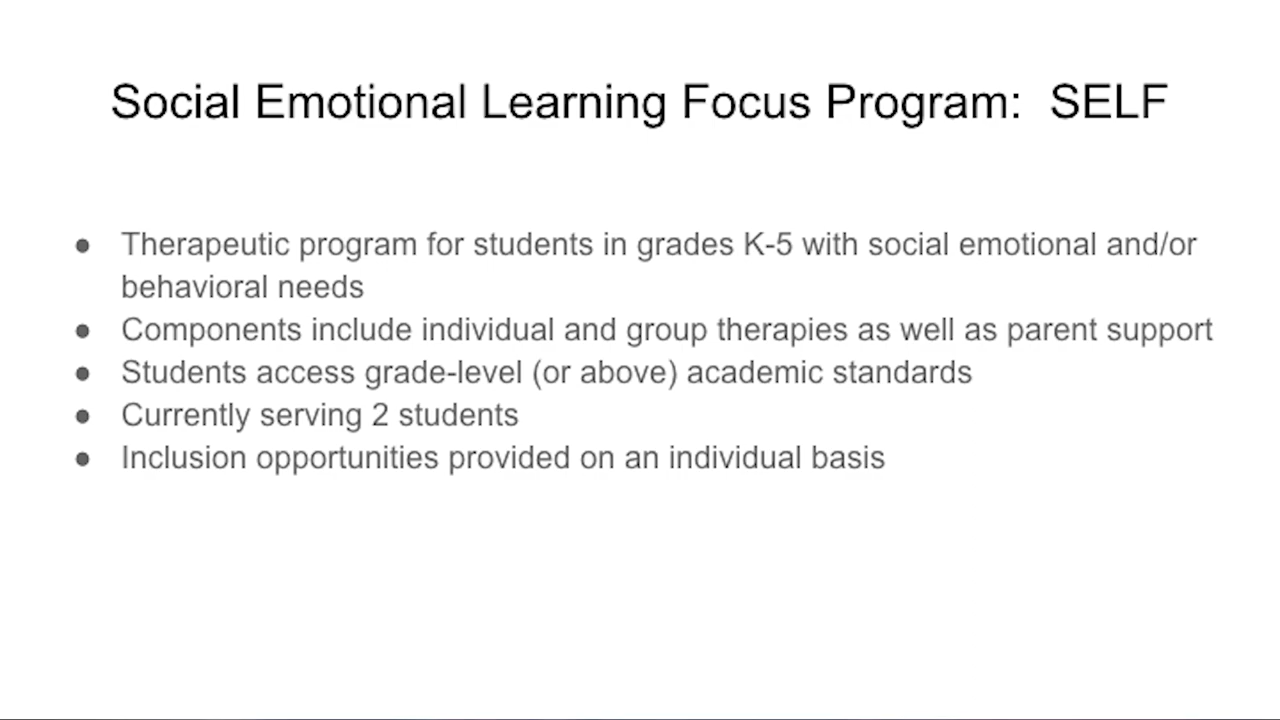 Social Emotional Learning Focus Program:  SELF
● Therapeutic program for students in grades K-5 with social emotional and/or
behavioral needs
● Components include individual and group therapies as well as parent support
● Students access grade-level (or above) academic standards
● Currently serving 2 students
● Inclusion opportunities provided on an individual basis